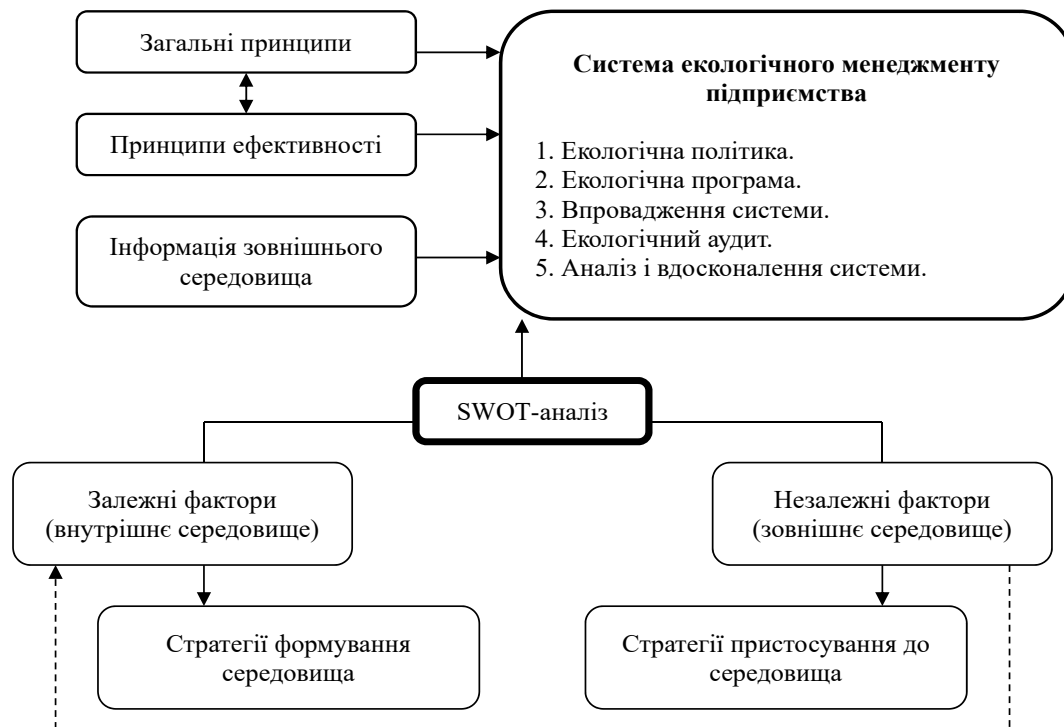 Загальні принципи
Принципи ефективності
Інформація зовнішнього
середовища
Система екологічного менеджменту
підприємства
1. Екологічна політика.
2. Екологічна програма.
3. Впровадження системи.
4. Екологічний аудит.
5. Аналіз і вдосконалення системи.
SWOT-аналіз
Залежні фактори
(внутрішнє середовище)
Незалежні фактори
(зовнішнє середовище)
Стратегії формування
середовища
Стратегії пристосування до
середовища